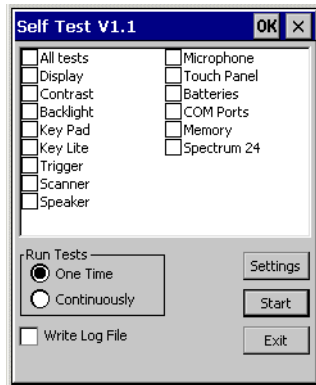 Self Test V1.1 OK ×
All tests
Display
Contrast
Backlight
Key Pad
Key Lite
Trigger
Scanner
Speaker
Microphone
Touch Panel
Batteries
COM Ports
Memory
Spectrum 24
Run Tests
One Time
Continuously
Write Log File
Settings
Start
Exit